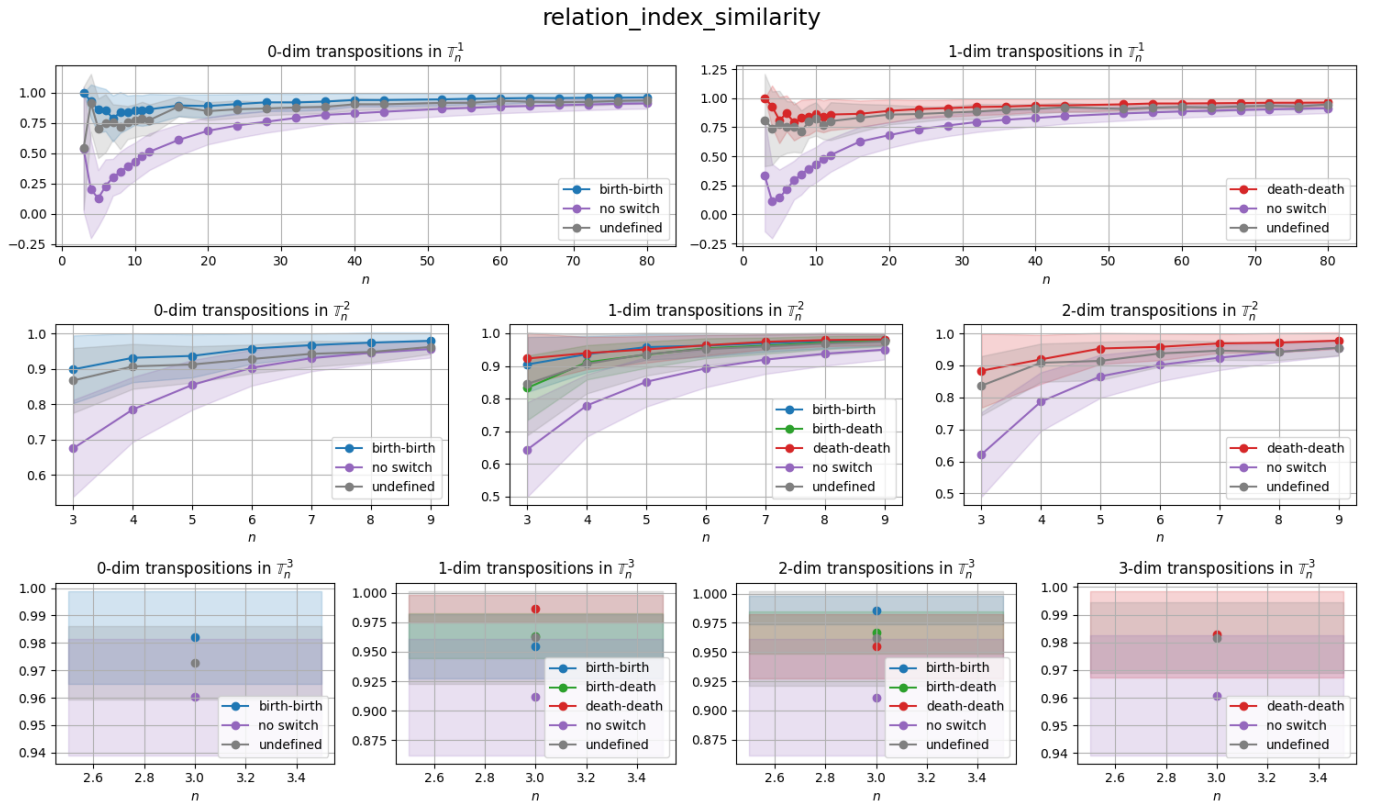 relation_index_similarity
0-dim transpositions in 𝕋ₙ¹
1.00
0.75
0.50
0.25
0.00
−0.25
0 10 20 30 40 50 60 70 80
n
birth-birth
no switch
undefined
1-dim transpositions in 𝕋ₙ¹
1.25
1.00
0.75
0.50
0.25
0.00
−0.25
0 10 20 30 40 50 60 70 80
n
death-death
no switch
undefined
0-dim transpositions in 𝕋ₙ²
1.0
0.9
0.8
0.7
0.6
3 4 5 6 7 8 9
n
birth-birth
no switch
undefined
1-dim transpositions in 𝕋ₙ²
1.0
0.9
0.8
0.7
0.6
0.5
3 4 5 6 7 8 9
n
birth-birth
birth-death
death-death
no switch
undefined
2-dim transpositions in 𝕋ₙ²
1.0
0.9
0.8
0.7
0.6
0.5
3 4 5 6 7 8 9
n
death-death
no switch
undefined
0-dim transpositions in 𝕋ₙ³
1.00
0.99
0.98
0.97
0.96
0.95
0.94
2.6 2.8 3.0 3.2 3.4
n
birth-birth
no switch
undefined
1-dim transpositions in 𝕋ₙ³
1.000
0.975
0.950
0.925
0.900
0.875
2.6 2.8 3.0 3.2 3.4
n
birth-birth
birth-death
death-death
no switch
undefined
2-dim transpositions in 𝕋ₙ³
1.000
0.975
0.950
0.925
0.900
0.875
2.6 2.8 3.0 3.2 3.4
n
birth-birth
birth-death
death-death
no switch
undefined
3-dim transpositions in 𝕋ₙ³
1.00
0.99
0.98
0.97
0.96
0.95
0.94
2.6 2.8 3.0 3.2 3.4
n
death-death
no switch
undefined